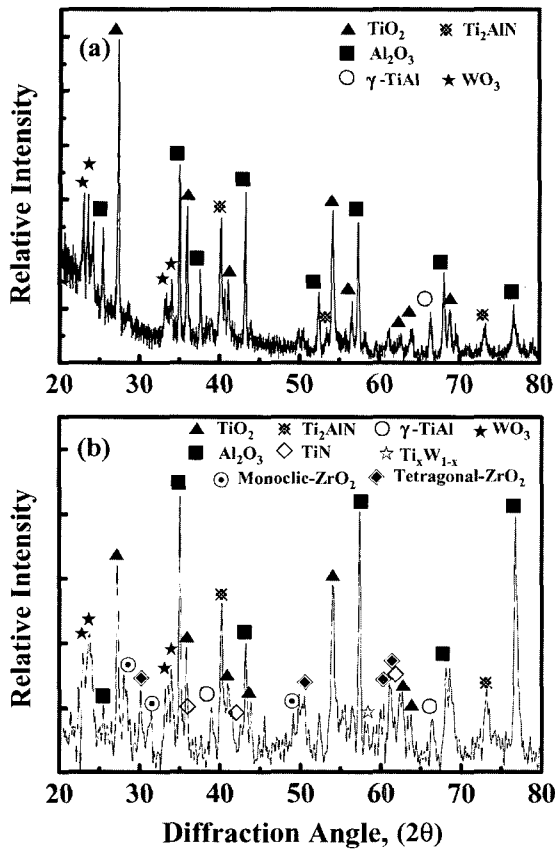 (a)
▲ TiO₂ ※ Ti₂AlN
■ Al₂O₃
○ γ-TiAl ★ WO₃
Relative Intensity
20 30 40 50 60 70 80
(b)
▲ TiO₂ ※ Ti₂AlN ○ γ-TiAl ★ WO₃
■ Al₂O₃ ◇ TiN ☆ TiₓW₁₋ₓ
⊙ Monoclic-ZrO₂ ◈ Tetragonal-ZrO₂
Relative Intensity
20 30 40 50 60 70 80
Diffraction Angle, (2θ)